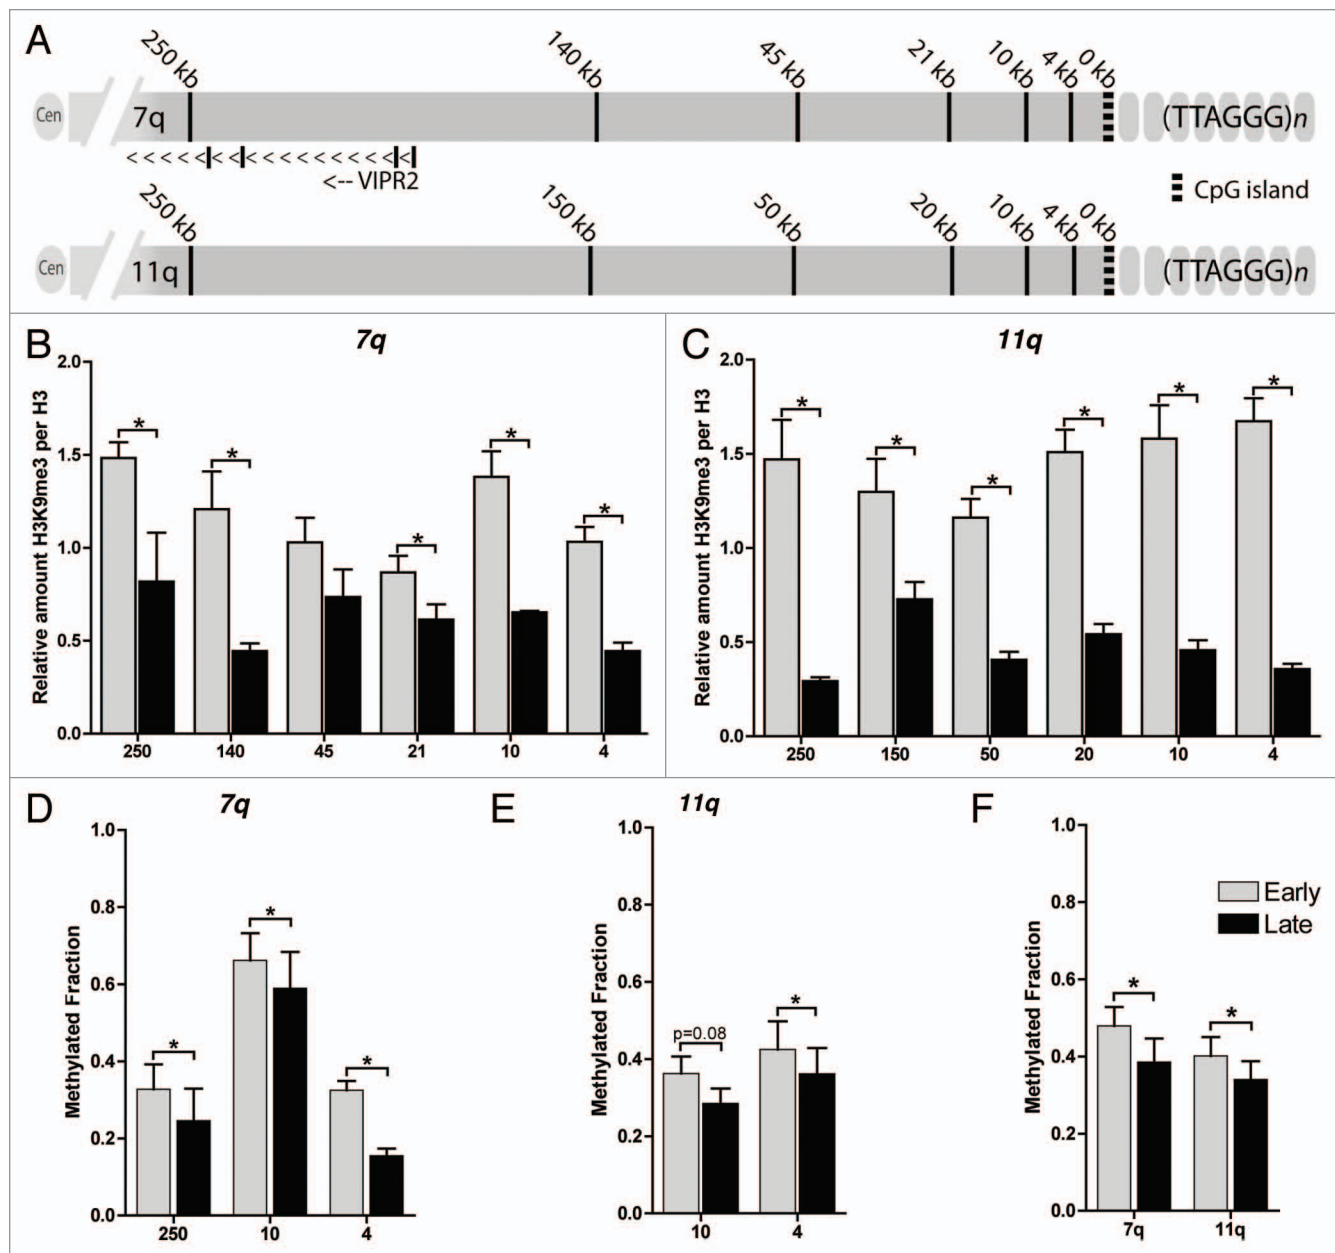 A
250 kb 140 kb 45 kb 21 kb 10 kb 4 kb 0 kb
Cen 7q (TTAGGG)n
<<<<< << <<<<<<<<<< <
<-- VIPR2
CpG island
250 kb 150 kb 50 kb 20 kb 10 kb 4 kb 0 kb
Cen 11q (TTAGGG)n
B
7q
Relative amount H3K9me3 per H3
2.0
1.5
1.0
0.5
0.0
* * * * *
250 140 45 21 10 4
C
11q
Relative amount H3K9me3 per H3
2.0
1.5
1.0
0.5
0.0
* * * * * *
250 150 50 20 10 4
D
7q
Methylated Fraction
1.0
0.8
0.6
0.4
0.2
0.0
* * *
250 10 4
E
11q
Methylated Fraction
1.0
0.8
0.6
0.4
0.2
0.0
p=0.08 *
10 4
F
Methylated Fraction
1.0
0.8
0.6
0.4
0.2
0.0
* *
7q 11q
Early
Late